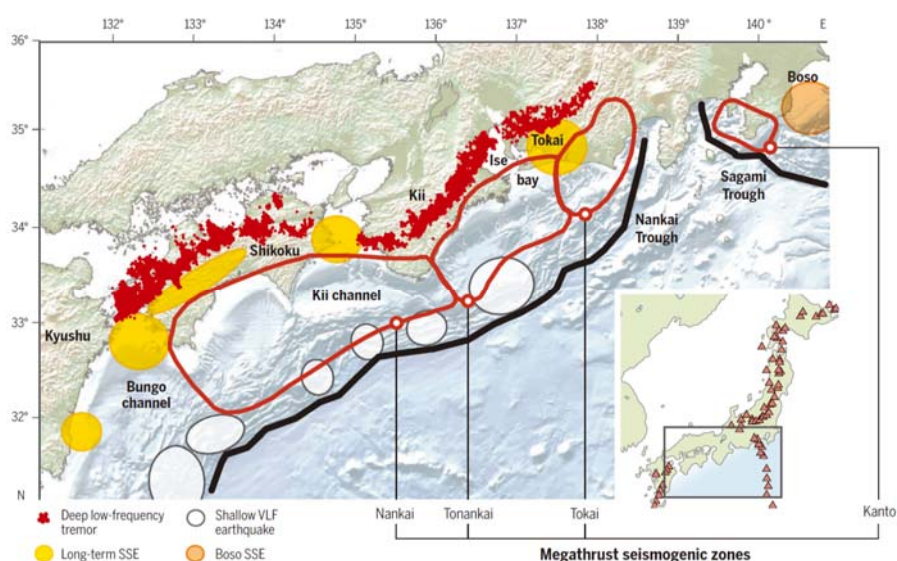 132° 133° 134° 135° 136° 137° 138° 139° 140° E
36°
35°
34°
33°
32°
N
Boso
Tokai
Ise
bay
Kii
Sagami
Trough
Nankai
Trough
Shikoku
Kii channel
Kyushu
Bungo
channel
Deep low-frequency
tremor
Shallow VLF
earthquake
Long-term SSE
Boso SSE
Nankai Tonankai Tokai Kanto
Megathrust seismogenic zones